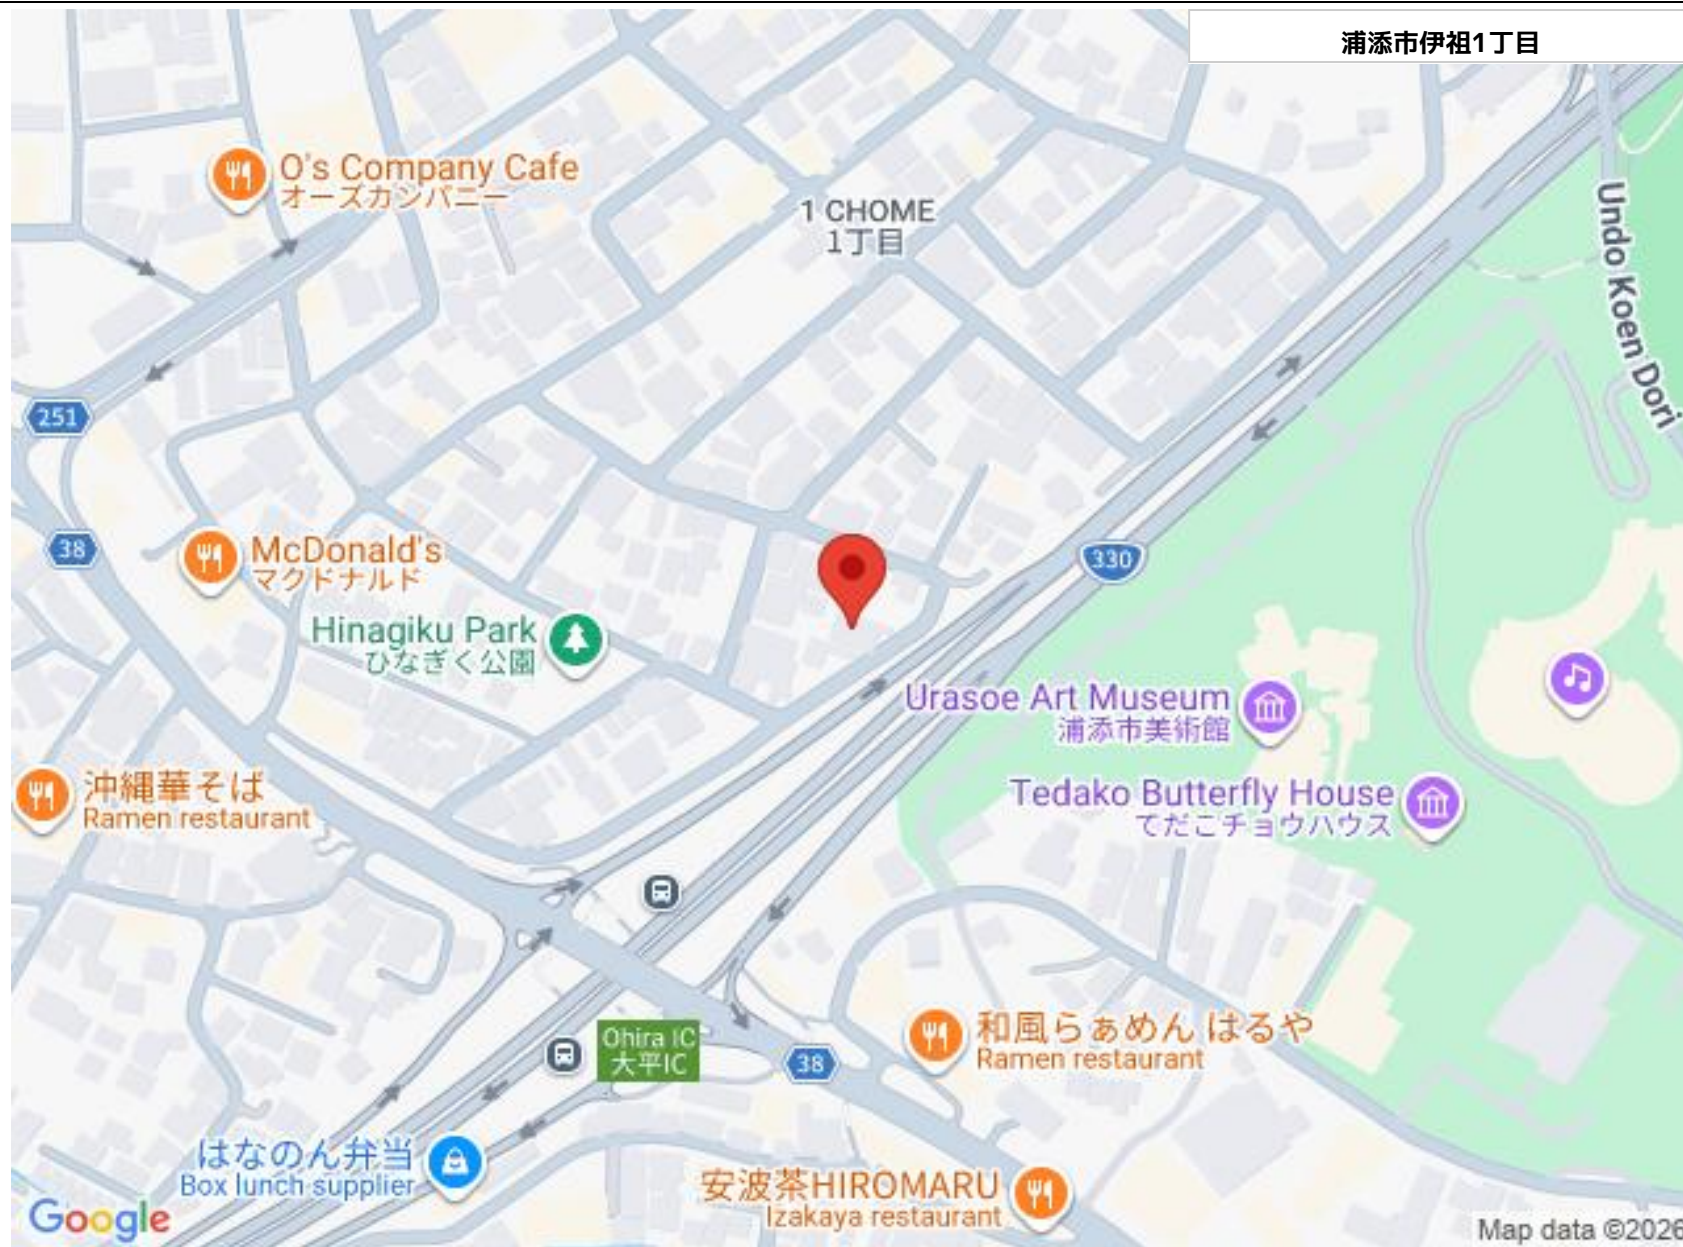 浦添市伊祖1丁目
O's Company Cafe
オーズカンパニー
1 CHOME
1丁目
Undo Koen Dori
251
38
McDonald's
マクドナルド
330
Hinagiku Park
ひなぎく公園
Urasoe Art Museum
浦添市美術館
沖縄華そば
Ramen restaurant
Tedako Butterfly House
てだこチョウハウス
Ohira IC
大平IC
38
和風らぁめん はるや
Ramen restaurant
はなのん弁当
Box lunch supplier
安波茶HIROMARU
Izakaya restaurant
Google
Map data ©2026